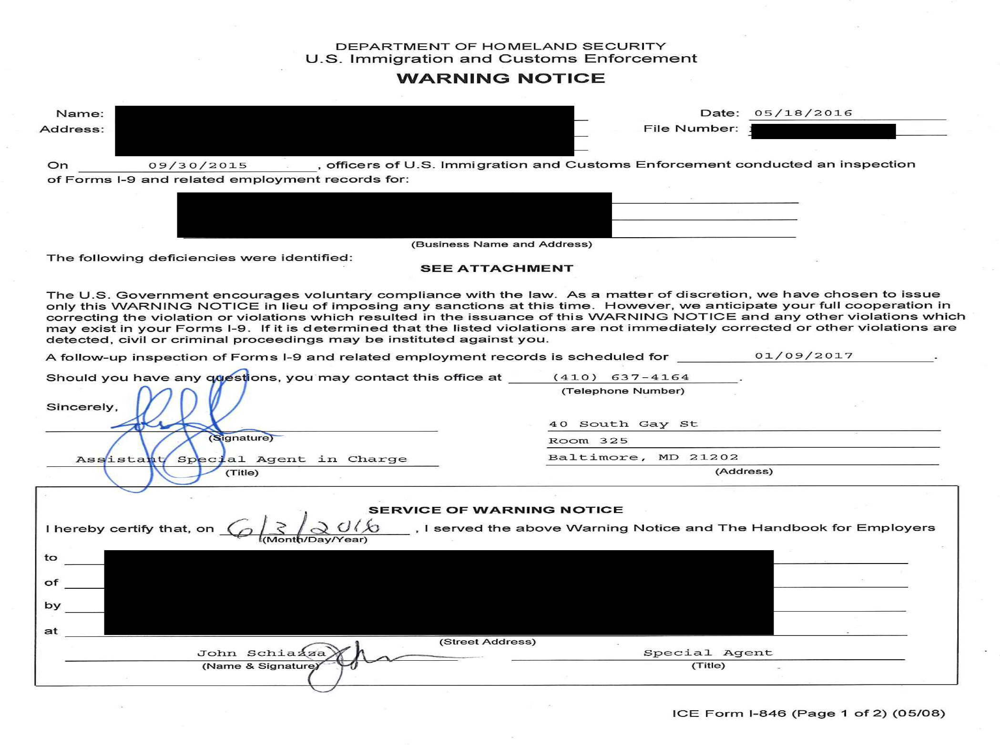 DEPARTMENT OF HOMELAND SECURITY
U.S. Immigration and Customs Enforcement
WARNING NOTICE
Name:
Date: 05/18/2016
Address:
File Number:
On 09/30/2015 , officers of U.S. Immigration and Customs Enforcement conducted an inspection
of Forms I-9 and related employment records for:
(Business Name and Address)
The following deficiencies were identified:
SEE ATTACHMENT
The U.S. Government encourages voluntary compliance with the law. As a matter of discretion, we have chosen to issue
only this WARNING NOTICE in lieu of imposing any sanctions at this time. However, we anticipate your full cooperation in
correcting the violation or violations which resulted in the issuance of this WARNING NOTICE and any other violations which
may exist in your Forms I-9. If it is determined that the listed violations are not immediately corrected or other violations are
detected, civil or criminal proceedings may be instituted against you.
A follow-up inspection of Forms I-9 and related employment records is scheduled for 01/09/2017 .
Should you have any questions, you may contact this office at (410) 637-4164 .
(Telephone Number)
Sincerely,
(Signature)
Assistant Special Agent in Charge
(Title)
40 South Gay St
Room 325
Baltimore, MD 21202
(Address)
SERVICE OF WARNING NOTICE
I hereby certify that, on 6/3/2016 , I served the above Warning Notice and The Handbook for Employers
(Month/Day/Year)
to
of
by
at
(Street Address)
John Schiazza
Special Agent
(Name & Signature)
(Title)
ICE Form I-846 (Page 1 of 2) (05/08)